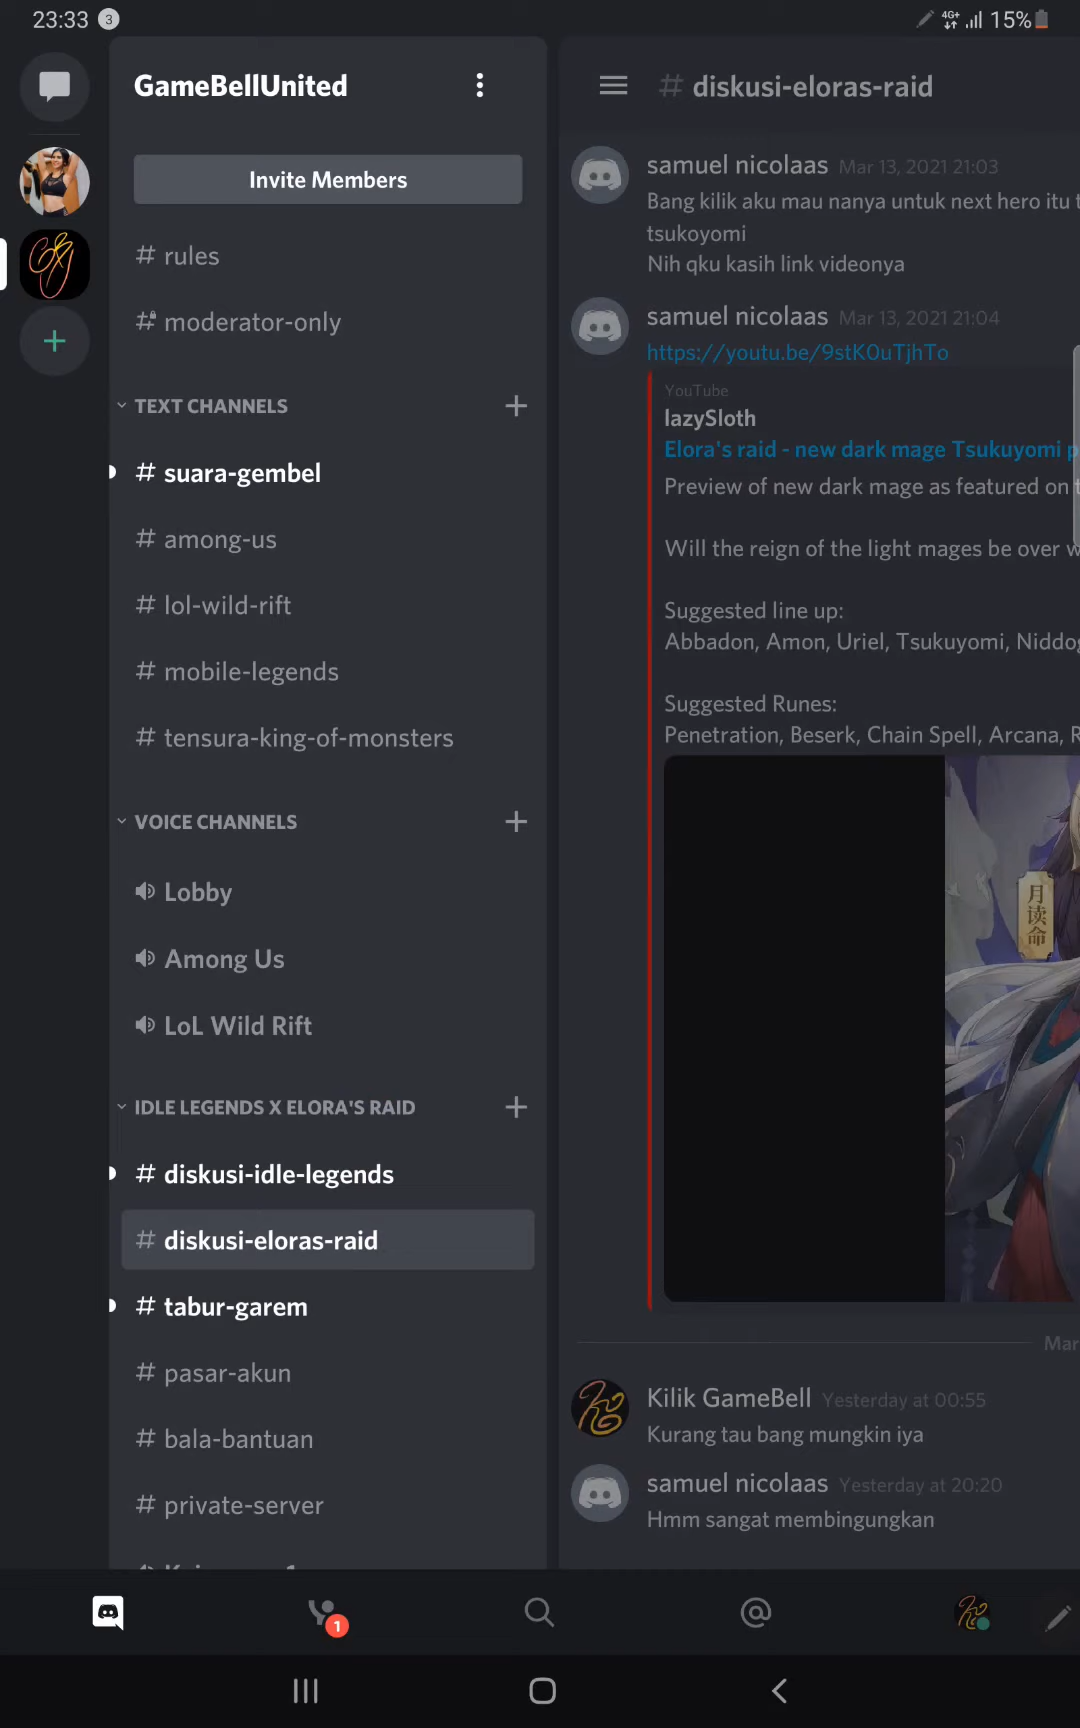 23:33 3
4G+ 15%
GameBellUnited
Invite Members
# rules
# moderator-only
TEXT CHANNELS
# suara-gembel
# among-us
# lol-wild-rift
# mobile-legends
# tensura-king-of-monsters
VOICE CHANNELS
Lobby
Among Us
LoL Wild Rift
IDLE LEGENDS X ELORA'S RAID
# diskusi-idle-legends
# diskusi-eloras-raid
# tabur-garem
# pasar-akun
# bala-bantuan
# private-server
# diskusi-eloras-raid
samuel nicolaas Mar 13, 2021 21:03
Bang kilik aku mau nanya untuk next hero itu t
tsukoyomi
Nih qku kasih link videonya
samuel nicolaas Mar 13, 2021 21:04
https://youtu.be/9stK0uTjhTo
YouTube
lazySloth
Elora's raid - new dark mage Tsukuyomi p
Preview of new dark mage as featured on t
Will the reign of the light mages be over w
Suggested line up:
Abbadon, Amon, Uriel, Tsukuyomi, Niddog
Suggested Runes:
Penetration, Beserk, Chain Spell, Arcana, R
月读命
Mar
Kilik GameBell Yesterday at 00:55
Kurang tau bang mungkin iya
samuel nicolaas Yesterday at 20:20
Hmm sangat membingungkan
1